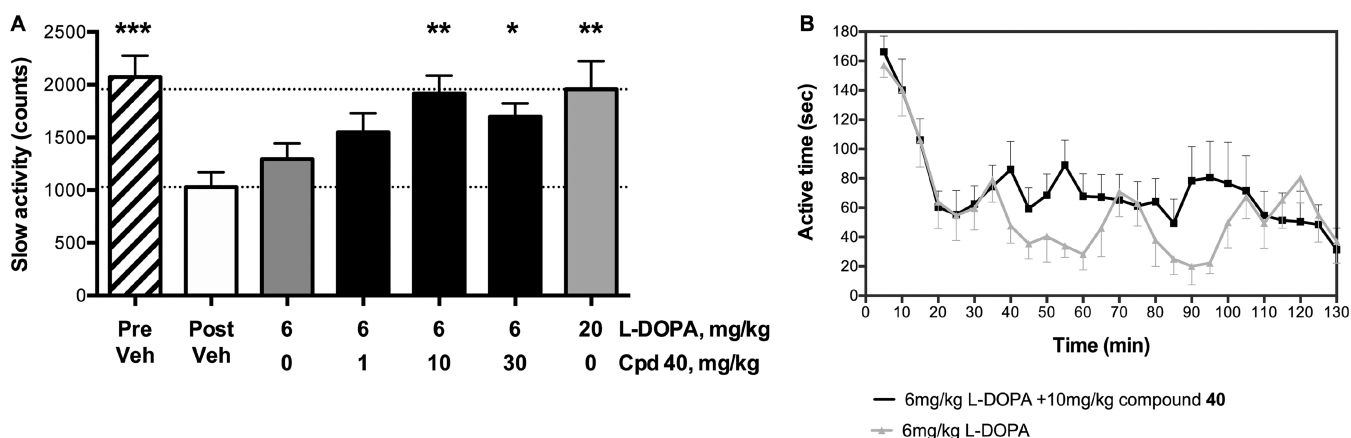 A
Slow activity (counts)
2500
2000
1500
1000
500
0
***
**
*
**
Pre Veh
Post Veh
6 6 6 6 20 L-DOPA, mg/kg
0 1 10 30 0 Cpd 40, mg/kg
B
Active time (sec)
180
160
140
120
100
80
60
40
20
0
0 10 20 30 40 50 60 70 80 90 100 110 120 130
Time (min)
6mg/kg L-DOPA +10mg/kg compound 40
6mg/kg L-DOPA